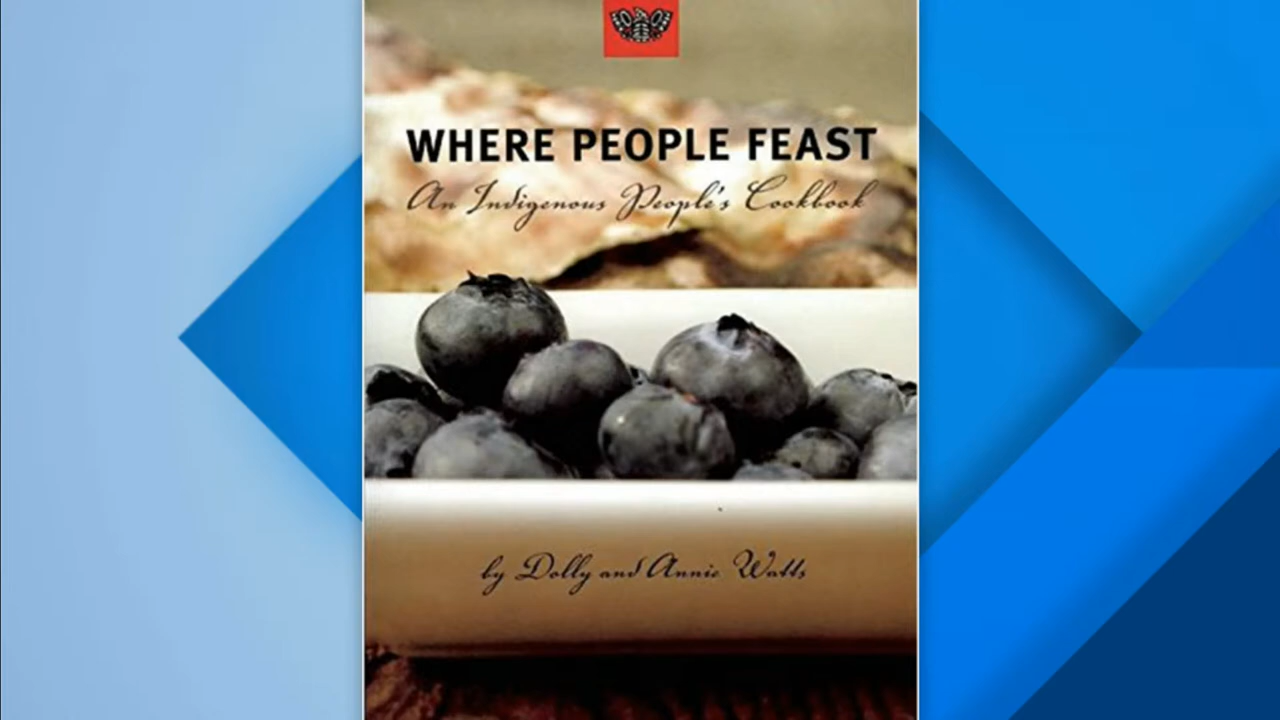 WHERE PEOPLE FEAST
An Indigenous People's Cookbook
by Dolly and Annie Watts